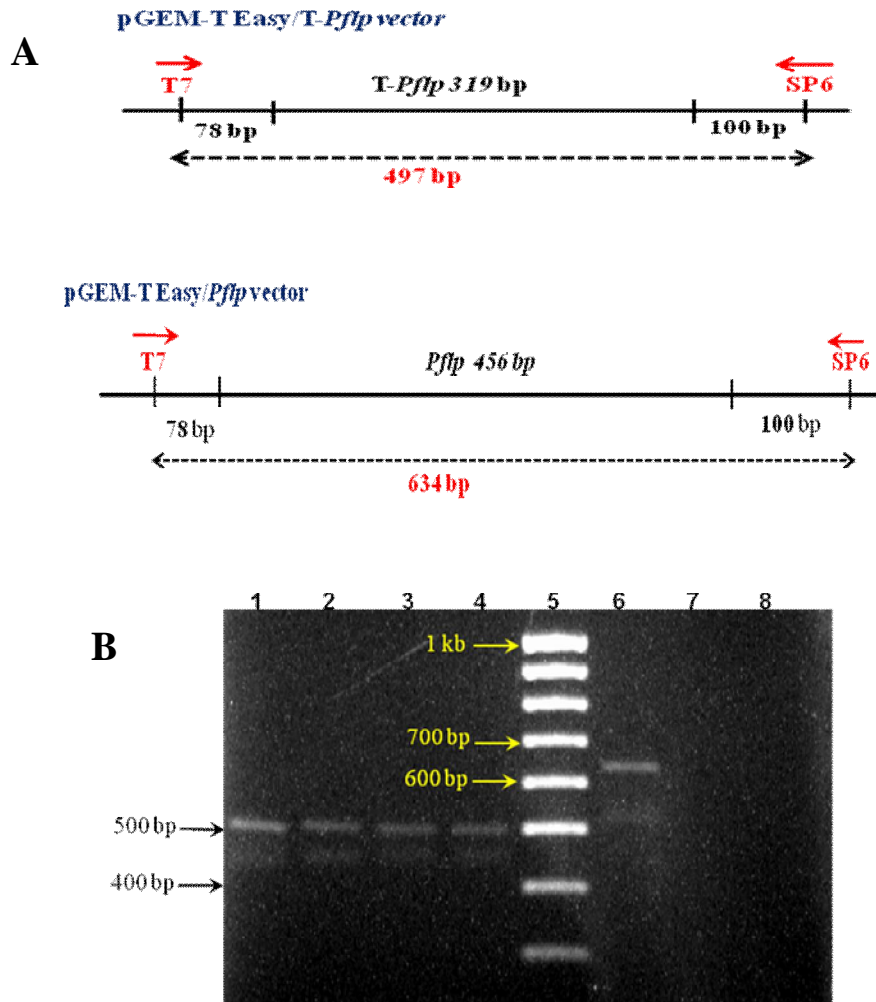 pGEM-T Easy/T-Pflp vector
A
T7 T-Pflp 319 bp SP6
78 bp 100 bp
497 bp
pGEM-T Easy/Pflp vector
T7 Pflp 456 bp SP6
78 bp 100 bp
634 bp
1 2 3 4 5 6 7 8
B
1 kb
700 bp
600 bp
500 bp
400 bp